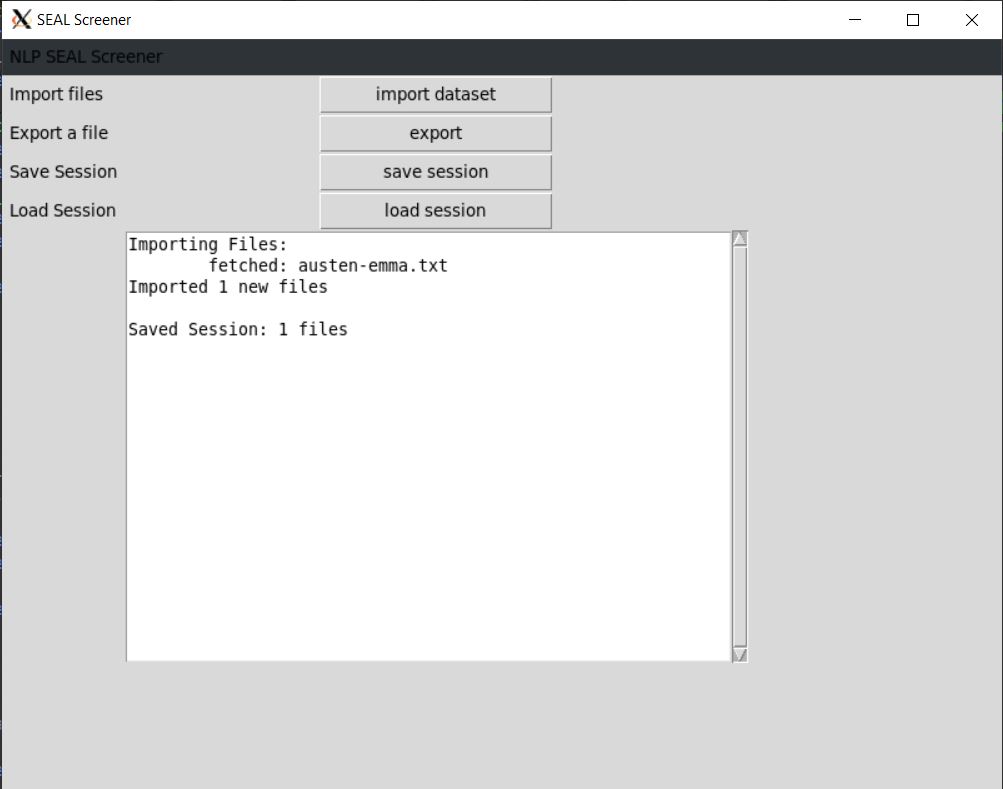 SEAL Screener
NLP SEAL Screener
Import files
import dataset
Export a file
export
Save Session
save session
Load Session
load session
Importing Files:
fetched: austen-emma.txt
Imported 1 new files
Saved Session: 1 files